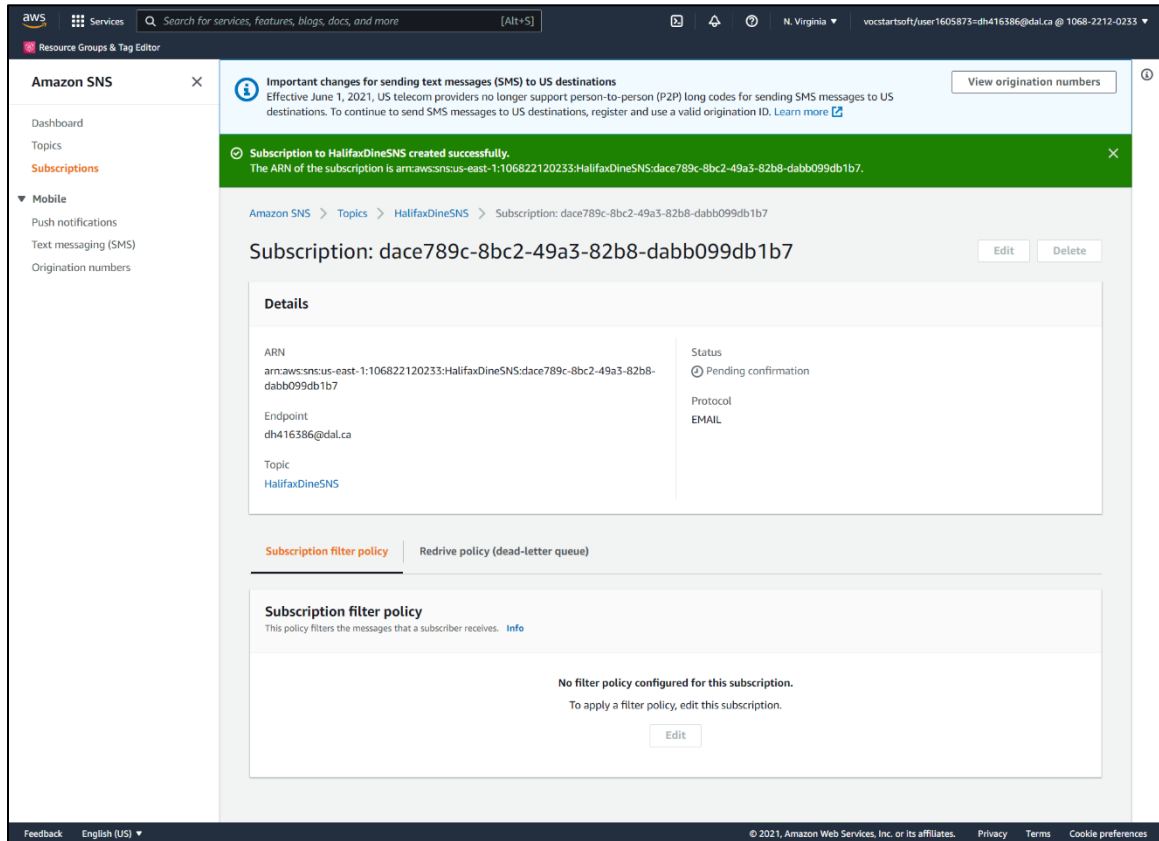 aws
Services
Search for services, features, blogs, docs, and more
[Alt+S]
N. Virginia ▼
vocstartsoft/user1605873=dh416386@dal.ca @ 1068-2212-0233 ▼
Resource Groups & Tag Editor
Amazon SNS
Dashboard
Topics
Subscriptions
▼ Mobile
Push notifications
Text messaging (SMS)
Origination numbers
Important changes for sending text messages (SMS) to US destinations
Effective June 1, 2021, US telecom providers no longer support person-to-person (P2P) long codes for sending SMS messages to US
destinations. To continue to send SMS messages to US destinations, register and use a valid origination ID. Learn more
View origination numbers
Subscription to HalifaxDineSNS created successfully.
The ARN of the subscription is arn:aws:sns:us-east-1:106822120233:HalifaxDineSNS:dace789c-8bc2-49a3-82b8-dabb099db1b7.
Amazon SNS > Topics > HalifaxDineSNS > Subscription: dace789c-8bc2-49a3-82b8-dabb099db1b7
Subscription: dace789c-8bc2-49a3-82b8-dabb099db1b7
Edit
Delete
Details
ARN
arn:aws:sns:us-east-1:106822120233:HalifaxDineSNS:dace789c-8bc2-49a3-82b8-
dabb099db1b7
Endpoint
dh416386@dal.ca
Topic
HalifaxDineSNS
Status
Pending confirmation
Protocol
EMAIL
Subscription filter policy
Redrive policy (dead-letter queue)
Subscription filter policy
This policy filters the messages that a subscriber receives. Info
No filter policy configured for this subscription.
To apply a filter policy, edit this subscription.
Edit
Feedback
English (US) ▼
© 2021, Amazon Web Services, Inc. or its affiliates.
Privacy
Terms
Cookie preferences